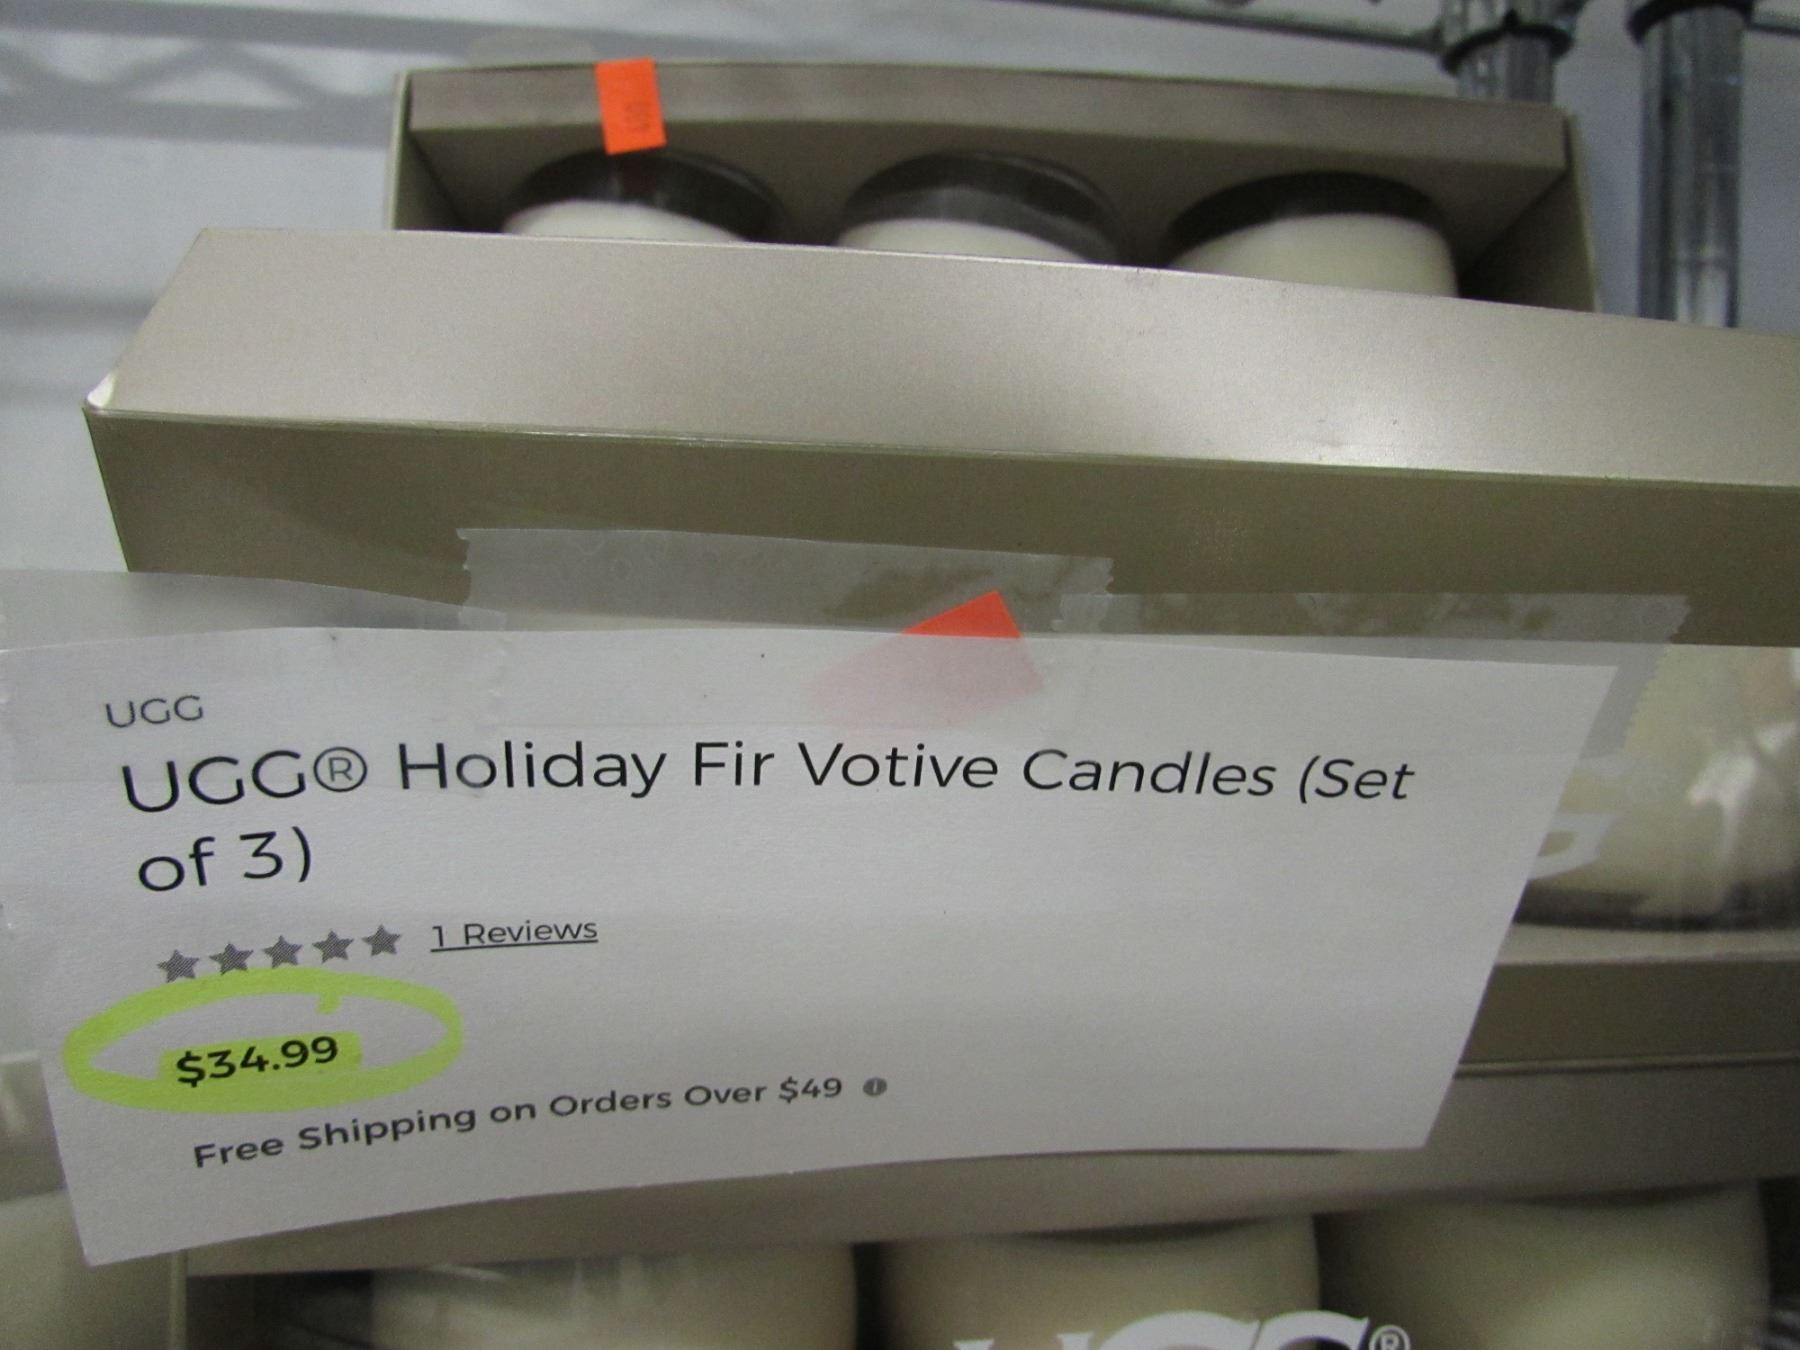 UGG
UGG® Holiday Fir Votive Candles (Set
of 3)
1 Reviews
$34.99
Free Shipping on Orders Over $49
UGG®